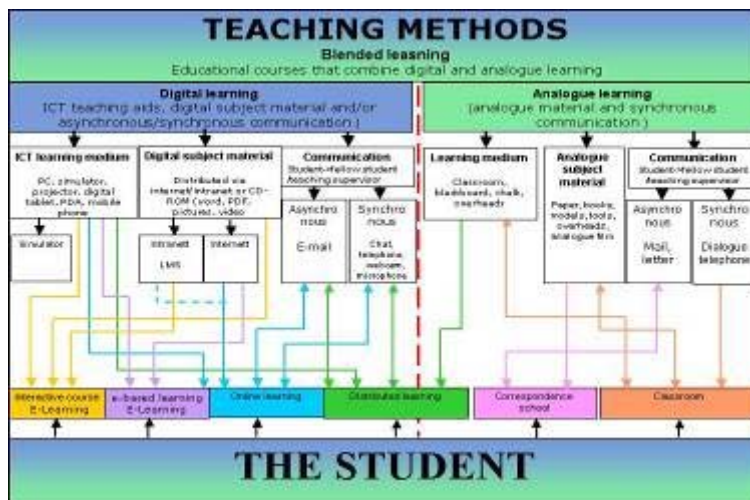 TEACHING METHODS
Blended leasning
Educational courses that combine digital and analogue learning
Digital learning
ICT teaching aids, digital subject material and/or
asynchronous/synchronous communication )
Analogue learning
(analogue material and synchronous
communication )
ICT learning medium
PC, simulator,
projector, digital
tablet, PDA, mobile
phone
Simulator
Digital subject material
Distributed via
internet/intranet or CD-
ROM (word, PDF,
pictures, video
Intranett
LMS
Internett
Communication
Student-fellow student
supervisor
Asynchro
nous
E-mail
Synchro
nous
Chat,
telephone,
webcam,
microphone
Learning medium
Classroom,
blackboard, chalk,
overheads
Analogue
subject
material
Paper, books,
models, tools,
overheads,
analogue film
Communication
Student-fellow student
supervisor
Asynchro
nous
Mail,
letter
Synchro
nous
Dialogue
telephone
Interactive course
E-Learning
e-based learning
E-Learning
Online learning
Distributed learning
Correspondence
school
Classroom
THE STUDENT